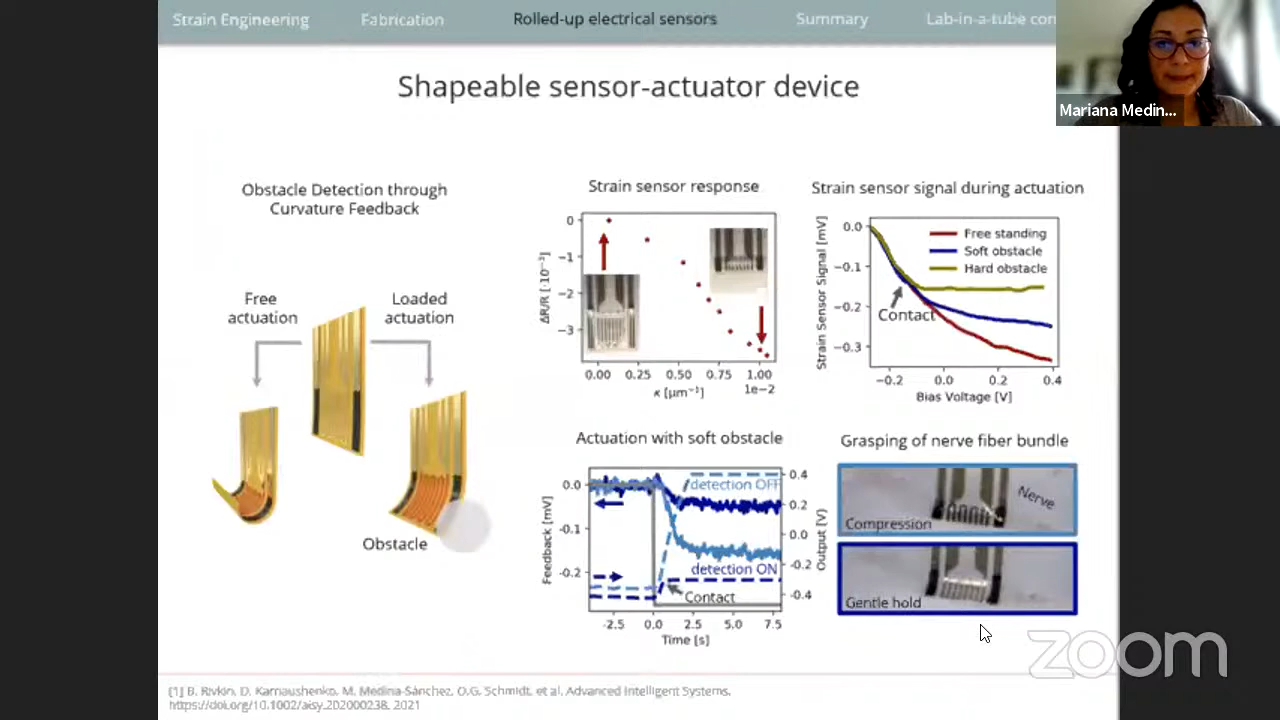 Strain Engineering
Fabrication
Rolled-up electrical sensors
Summary
Lab-in-a-tube con
Mariana Medin...
Shapeable sensor-actuator device
Obstacle Detection through
Curvature Feedback
Free
actuation
Loaded
actuation
Obstacle
Strain sensor response
0
−1
−2
−3
ΔR/R [·10⁻³]
0.00 0.25 0.50 0.75 1.00
1e−2
κ [μm⁻¹]
Strain sensor signal during actuation
0.0
−0.1
−0.2
−0.3
Strain Sensor Signal [mV]
Free standing
Soft obstacle
Hard obstacle
Contact
−0.2 0.0 0.2 0.4
Bias Voltage [V]
Actuation with soft obstacle
0.0
-0.1
-0.2
Feedback [mV]
detection OFF
detection ON
Contact
0.4
0.2
0.0
-0.2
-0.4
Output [V]
-2.5 0.0 2.5 5.0 7.5
Time [s]
Grasping of nerve fiber bundle
Nerve
Compression
Gentle hold
zoom
[1] B. Rivkin, D. Karnaushenko, M. Medina-Sánchez, O.G. Schmidt, et al. Advanced Intelligent Systems.
https://doi.org/10.1002/aisy.202000238, 2021